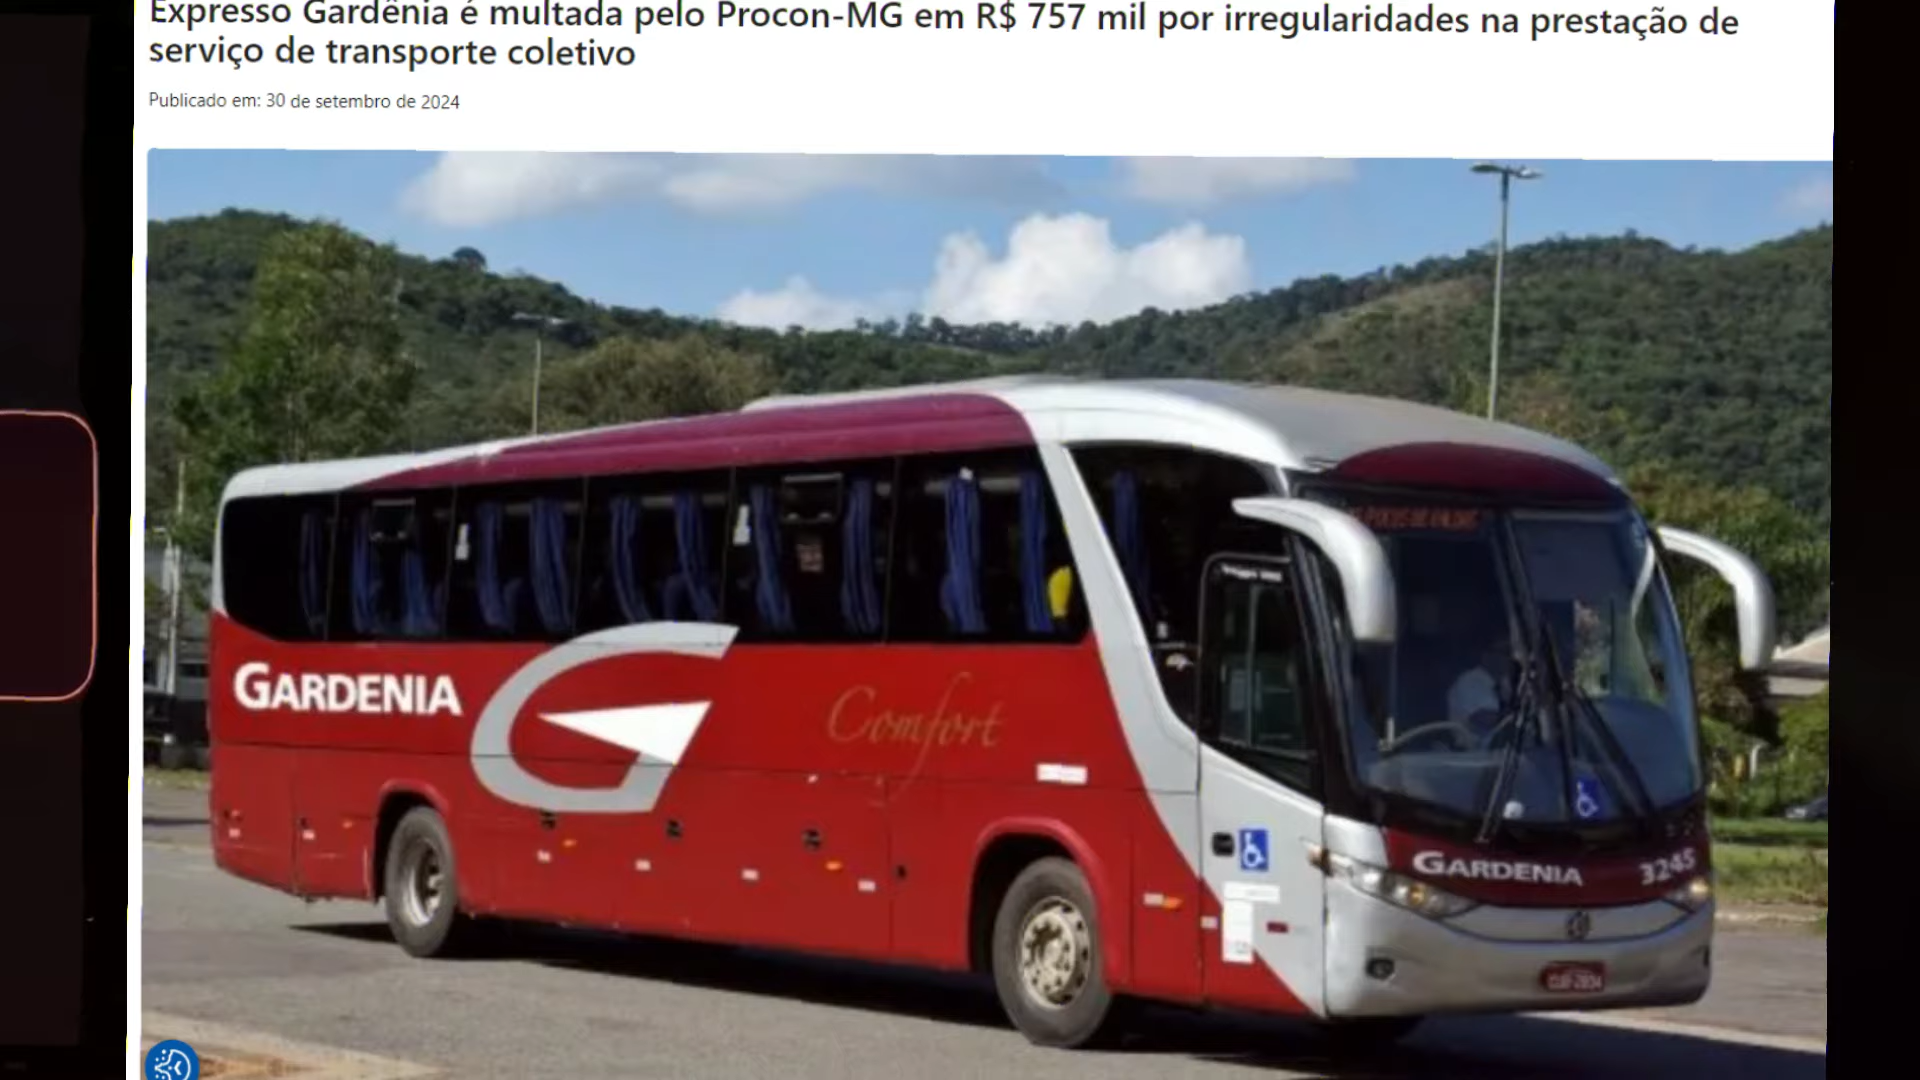 Expresso Gardênia é multada pelo Procon-MG em R$ 757 mil por irregularidades na prestação de
serviço de transporte coletivo
Publicado em: 30 de setembro de 2024
GARDENIA
Comfort
GARDENIA 3245